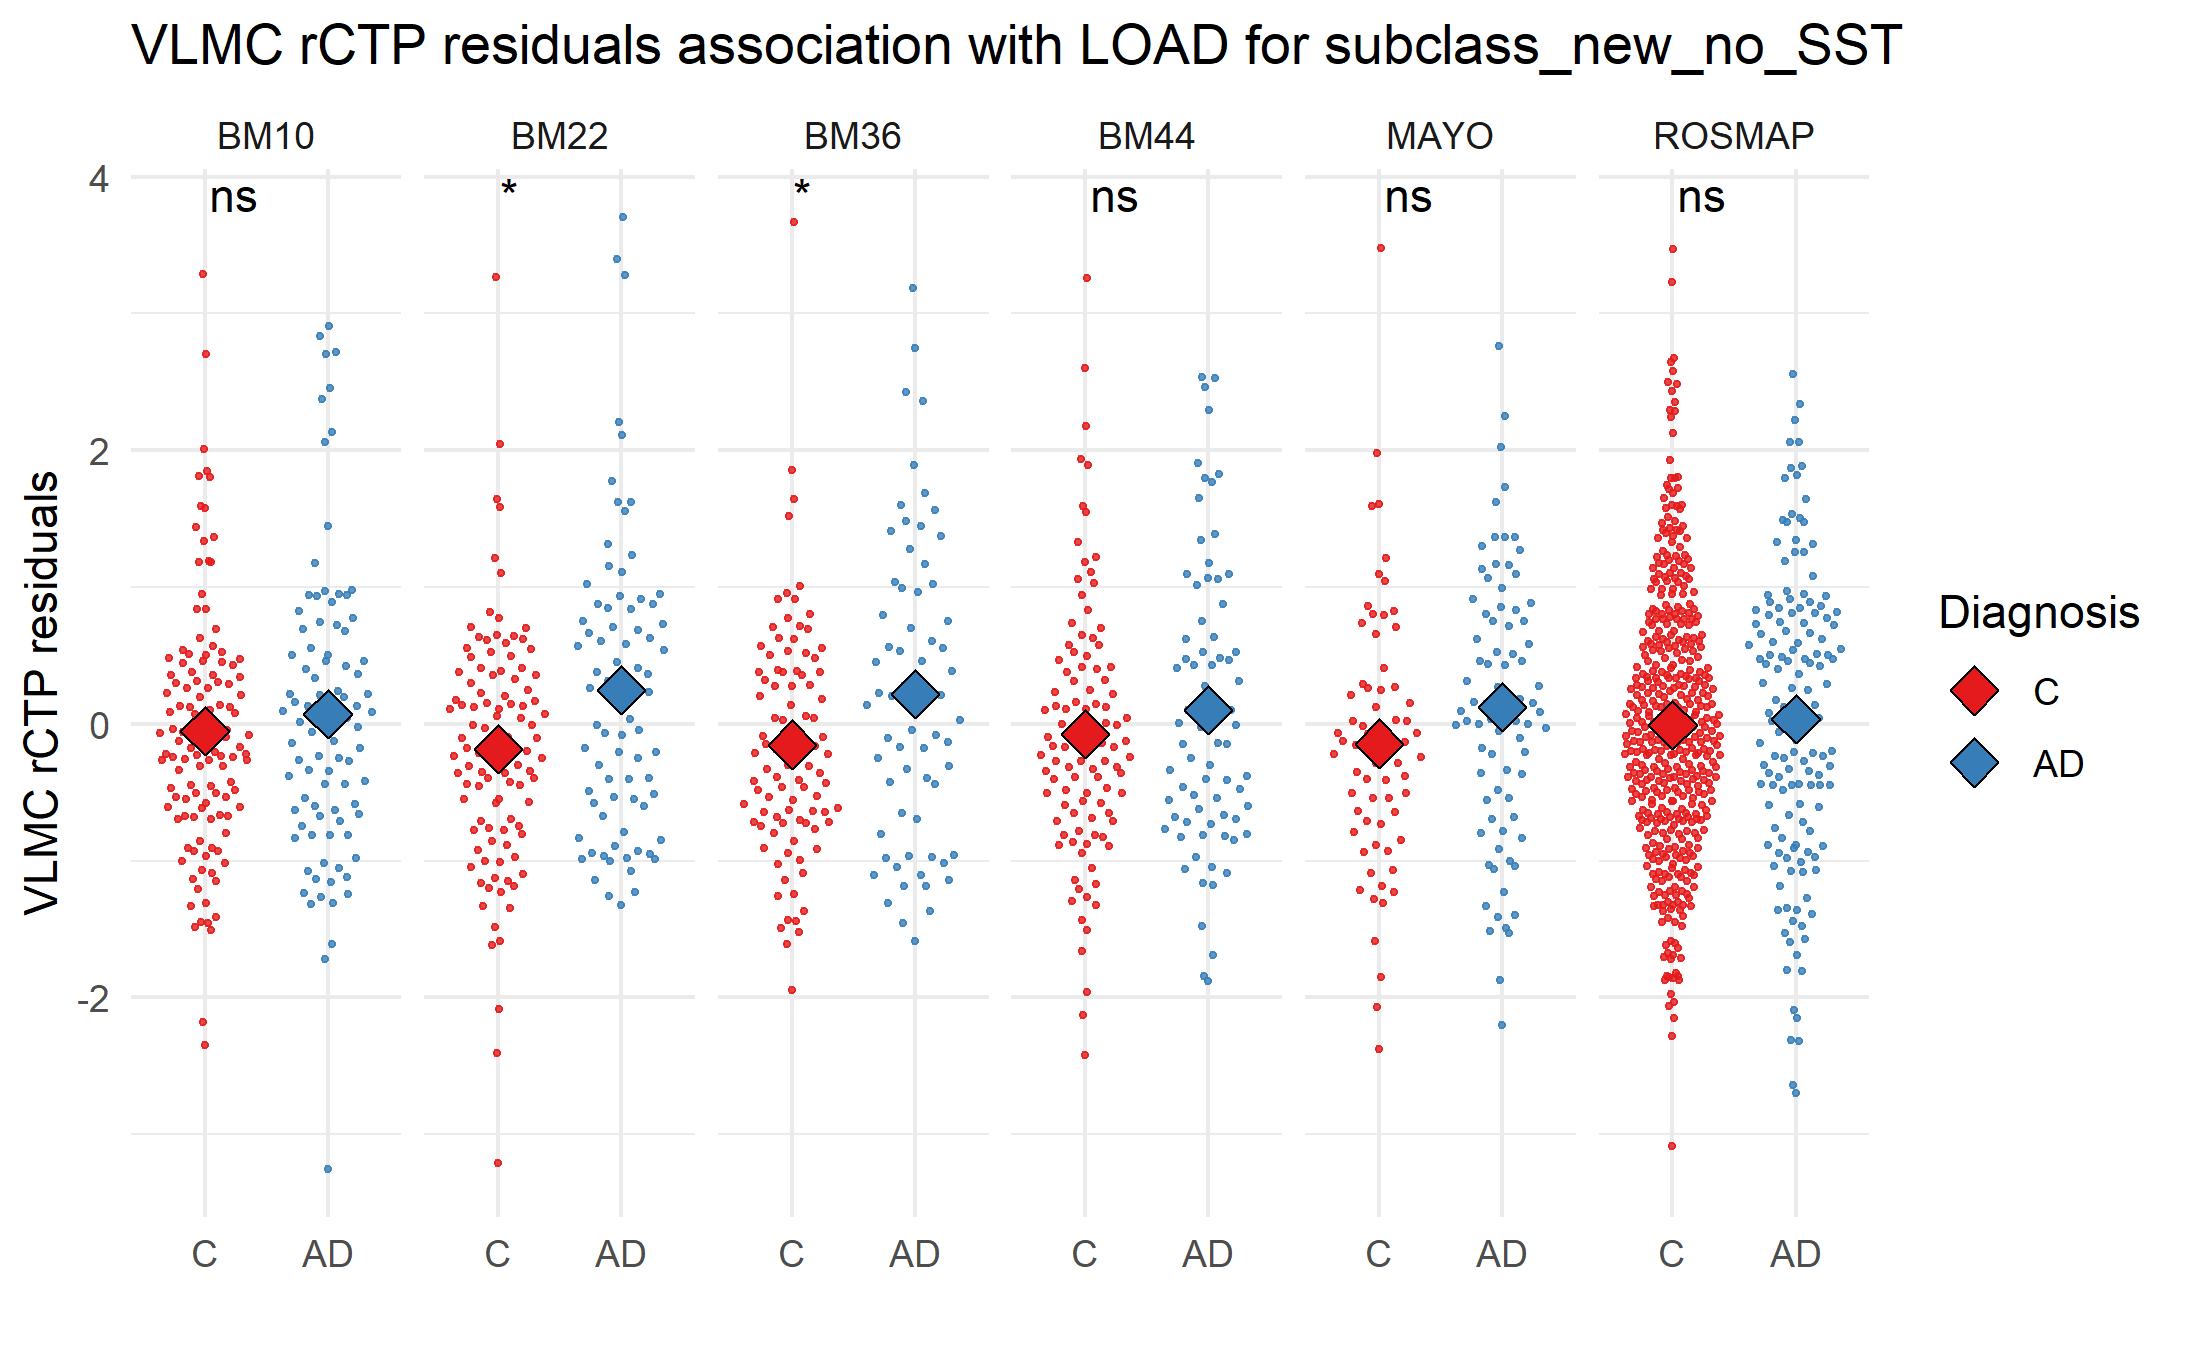 VLMC rCTP residuals association with LOAD for subclass_new_no_SST
BM10 BM22 BM36 BM44 MAYO ROSMAP
4
ns * * ns ns ns
2
0
-2
VLMC rCTP residuals
C AD C AD C AD C AD C AD C AD
Diagnosis
C
AD